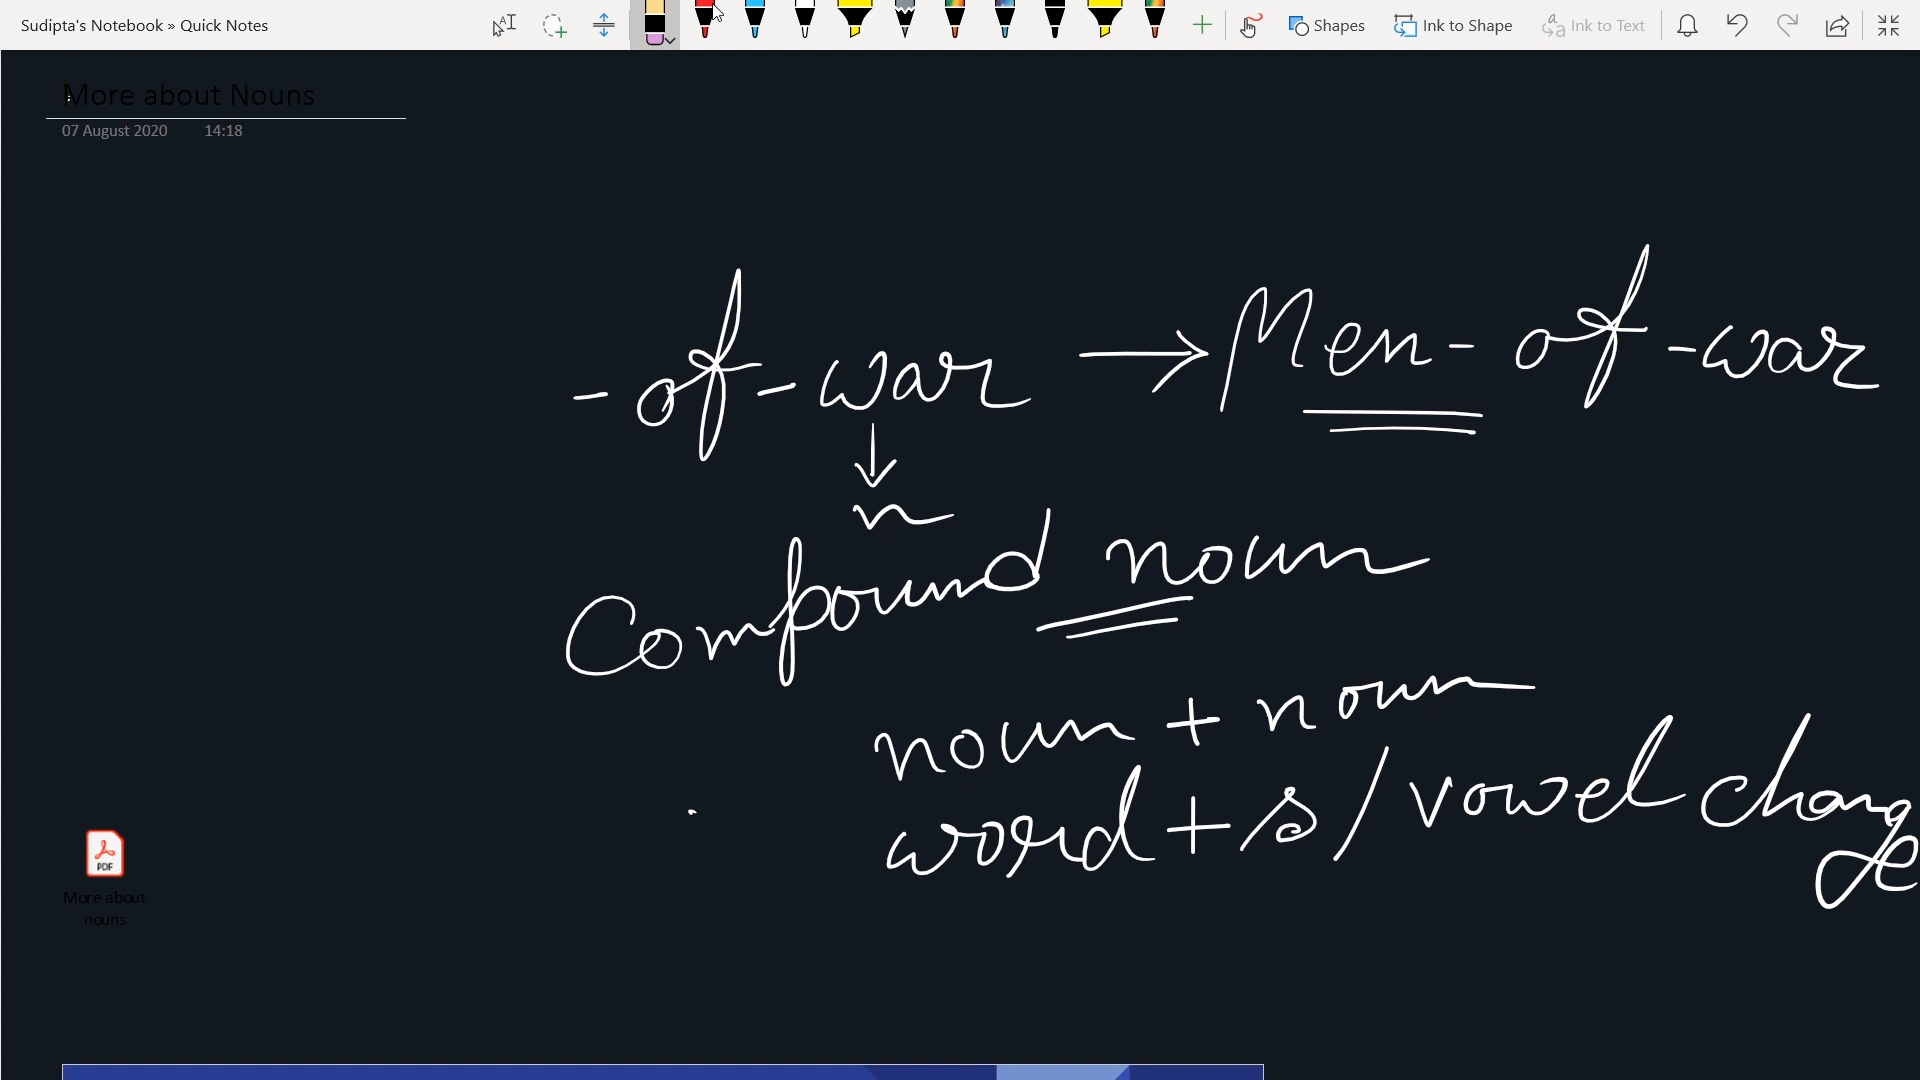 Sudipta's Notebook » Quick Notes
Shapes
Ink to Shape
Ink to Text
More about Nouns
07 August 2020 14:18
-of-war → Men-of-war
↓
n
Compound noun
noun + noun
word + s / vowel change
PDF
More about
nouns